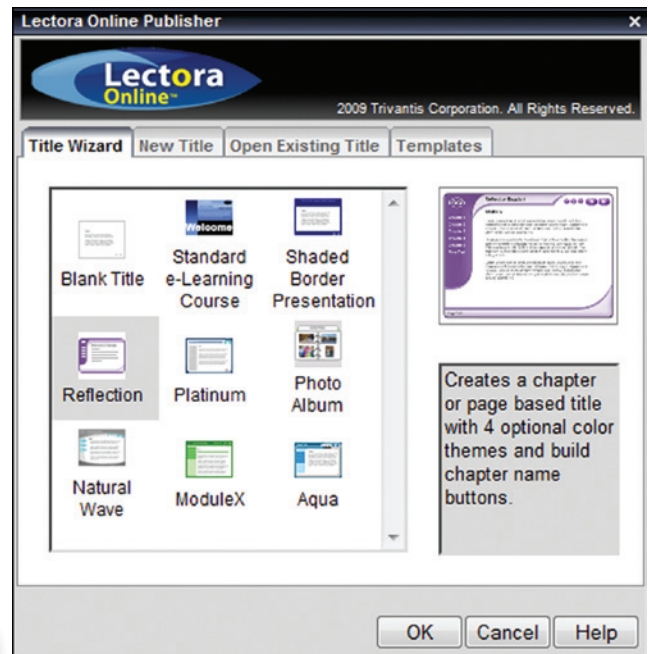 Lectora Online Publisher
x
Lectora
Online™
2009 Trivantis Corporation. All Rights Reserved.
Title Wizard New Title Open Existing Title Templates
Blank Title
Standard
e-Learning
Course
Shaded
Border
Presentation
Welcome
Reflection
Platinum
Photo
Album
Natural
Wave
ModuleX
Aqua
Creates a chapter
or page based title
with 4 optional color
themes and build
chapter name
buttons.
OK Cancel Help